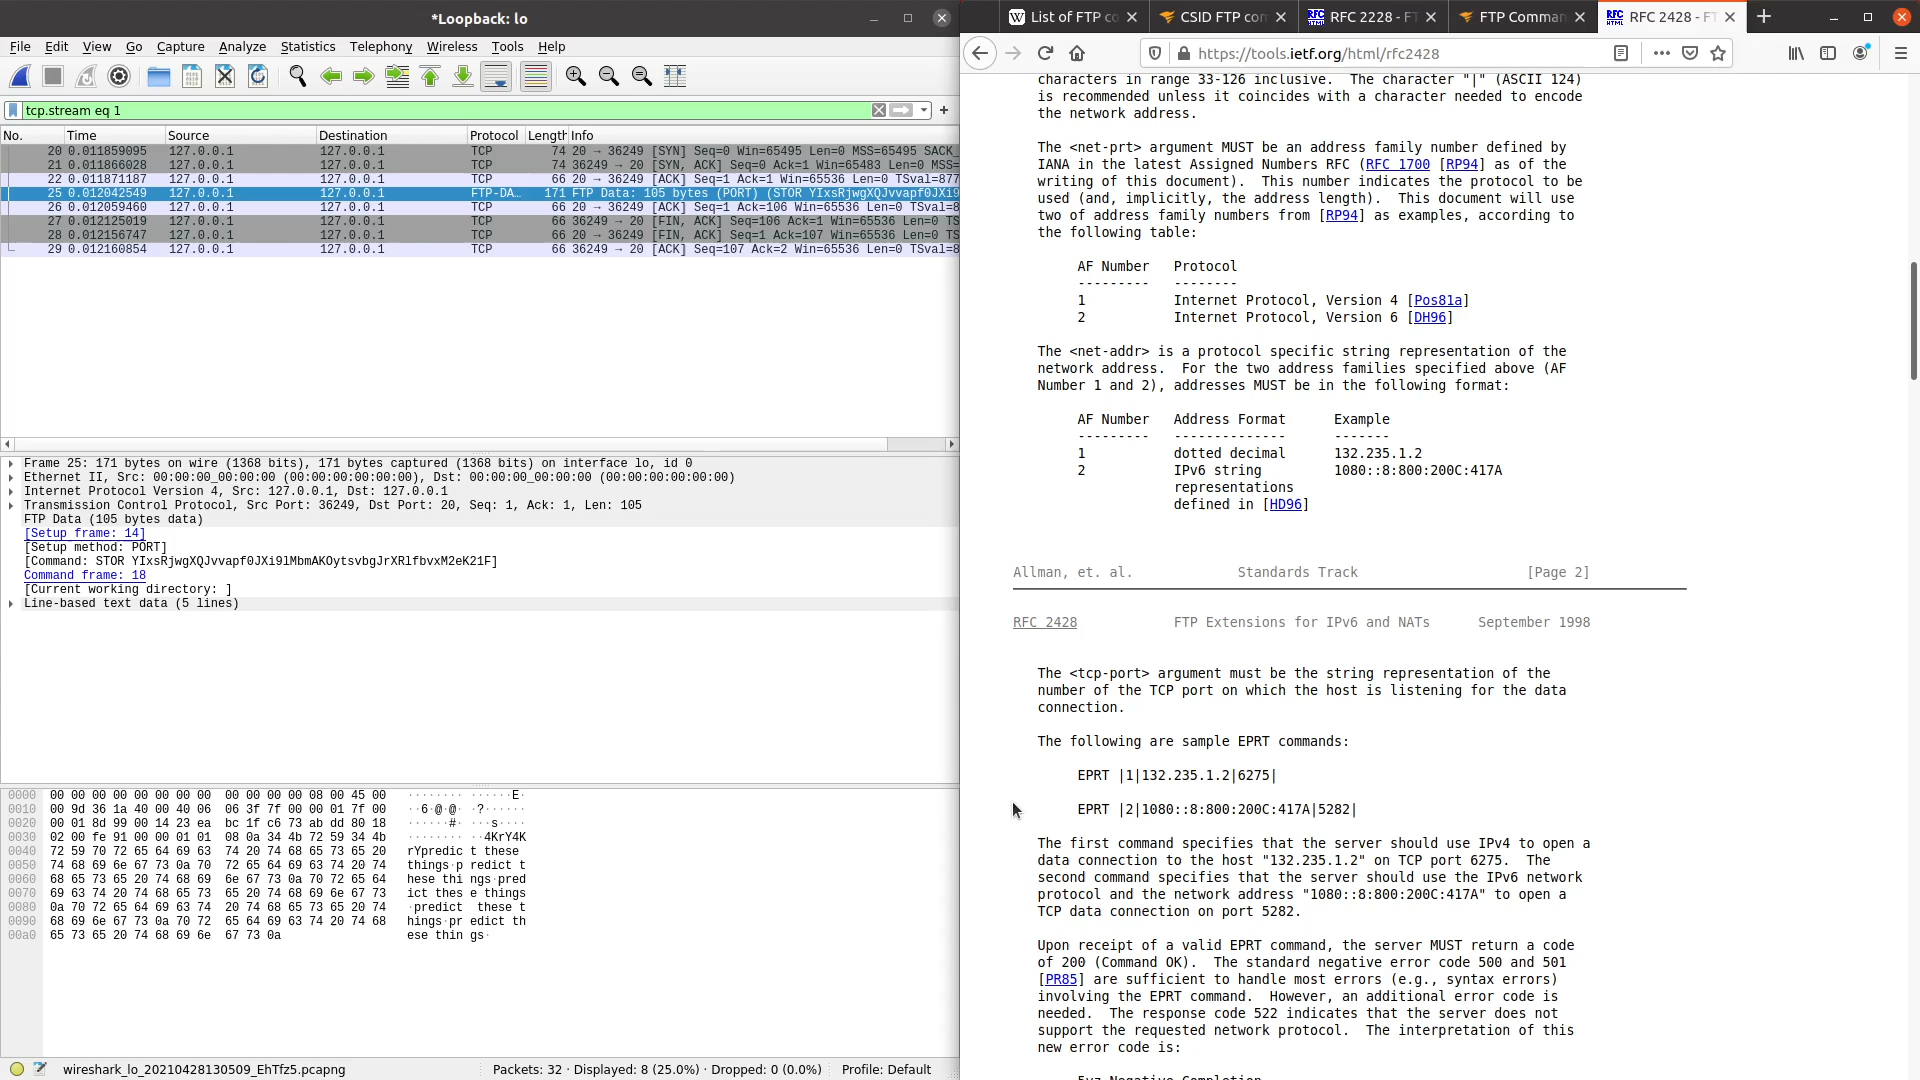 *Loopback: lo
File Edit View Go Capture Analyze Statistics Telephony Wireless Tools Help
tcp.stream eq 1
No. Time Source Destination Protocol Length Info
20 0.011859095 127.0.0.1 127.0.0.1 TCP 74 20 → 36249 [SYN] Seq=0 Win=65495 Len=0 MSS=65495 SACK_
21 0.011866028 127.0.0.1 127.0.0.1 TCP 74 36249 → 20 [SYN, ACK] Seq=0 Ack=1 Win=65483 Len=0 MSS=
22 0.011871187 127.0.0.1 127.0.0.1 TCP 66 20 → 36249 [ACK] Seq=1 Ack=1 Win=65536 Len=0 TSval=877
25 0.012042549 127.0.0.1 127.0.0.1 FTP-DA… 171 FTP Data: 105 bytes (PORT) (STOR YIxsRjwgXQJvvapf0JXi9
26 0.012059460 127.0.0.1 127.0.0.1 TCP 66 20 → 36249 [ACK] Seq=1 Ack=106 Win=65536 Len=0 TSval=8
27 0.012125019 127.0.0.1 127.0.0.1 TCP 66 36249 → 20 [FIN, ACK] Seq=106 Ack=1 Win=65536 Len=0 TS
28 0.012156747 127.0.0.1 127.0.0.1 TCP 66 20 → 36249 [FIN, ACK] Seq=1 Ack=107 Win=65536 Len=0 TS
29 0.012160854 127.0.0.1 127.0.0.1 TCP 66 36249 → 20 [ACK] Seq=107 Ack=2 Win=65536 Len=0 TSval=8
Frame 25: 171 bytes on wire (1368 bits), 171 bytes captured (1368 bits) on interface lo, id 0
Ethernet II, Src: 00:00:00_00:00:00 (00:00:00:00:00:00), Dst: 00:00:00_00:00:00 (00:00:00:00:00:00)
Internet Protocol Version 4, Src: 127.0.0.1, Dst: 127.0.0.1
Transmission Control Protocol, Src Port: 36249, Dst Port: 20, Seq: 1, Ack: 1, Len: 105
FTP Data (105 bytes data)
[Setup frame: 14]
[Setup method: PORT]
[Command: STOR YIxsRjwgXQJvvapf0JXi9lMbmAKOytsvbgJrXRlfbvxM2eK21F]
Command frame: 18
[Current working directory: ]
Line-based text data (5 lines)
0000 00 00 00 00 00 00 00 00 00 00 00 00 08 00 45 00 ········ ······E·
0010 00 9d 36 1a 40 00 40 06 06 3f 7f 00 00 01 7f 00 ··6·@·@· ·?······
0020 00 01 8d 99 00 14 23 ea bc 1f c6 73 ab dd 80 18 ······#· ···s····
0030 02 00 fe 91 00 00 01 01 08 0a 34 4b 72 59 34 4b ········ ··4KrY4K
0040 72 59 70 72 65 64 69 63 74 20 74 68 65 73 65 20 rYpredic t these
0050 74 68 69 6e 67 73 0a 70 72 65 64 69 63 74 20 74 things·p redict t
0060 68 65 73 65 20 74 68 69 6e 67 73 0a 70 72 65 64 hese thi ngs·pred
0070 69 63 74 20 74 68 65 73 65 20 74 68 69 6e 67 73 ict thes e things
0080 0a 70 72 65 64 69 63 74 20 74 68 65 73 65 20 74 ·predict these t
0090 68 69 6e 67 73 0a 70 72 65 64 69 63 74 20 74 68 hings·pr edict th
00a0 65 73 65 20 74 68 69 6e 67 73 0a ese thin gs·
wireshark_lo_20210428130509_EhTfz5.pcapng Packets: 32 · Displayed: 8 (25.0%) · Dropped: 0 (0.0%) Profile: Default
List of FTP co CSID FTP con RFC 2228 - FT FTP Comman RFC 2428 - FT
https://tools.ietf.org/html/rfc2428
characters in range 33-126 inclusive. The character "|" (ASCII 124)
is recommended unless it coincides with a character needed to encode
the network address.
The <net-prt> argument MUST be an address family number defined by
IANA in the latest Assigned Numbers RFC (RFC 1700 [RP94] as of the
writing of this document). This number indicates the protocol to be
used (and, implicitly, the address length). This document will use
two of address family numbers from [RP94] as examples, according to
the following table:
AF Number Protocol
--------- --------
1 Internet Protocol, Version 4 [Pos81a]
2 Internet Protocol, Version 6 [DH96]
The <net-addr> is a protocol specific string representation of the
network address. For the two address families specified above (AF
Number 1 and 2), addresses MUST be in the following format:
AF Number Address Format Example
--------- -------------- -------
1 dotted decimal 132.235.1.2
2 IPv6 string 1080::8:800:200C:417A
representations
defined in [HD96]
Allman, et. al. Standards Track [Page 2]
RFC 2428 FTP Extensions for IPv6 and NATs September 1998
The <tcp-port> argument must be the string representation of the
number of the TCP port on which the host is listening for the data
connection.
The following are sample EPRT commands:
EPRT |1|132.235.1.2|6275|
EPRT |2|1080::8:800:200C:417A|5282|
The first command specifies that the server should use IPv4 to open a
data connection to the host "132.235.1.2" on TCP port 6275. The
second command specifies that the server should use the IPv6 network
protocol and the network address "1080::8:800:200C:417A" to open a
TCP data connection on port 5282.
Upon receipt of a valid EPRT command, the server MUST return a code
of 200 (Command OK). The standard negative error code 500 and 501
[PR85] are sufficient to handle most errors (e.g., syntax errors)
involving the EPRT command. However, an additional error code is
needed. The response code 522 indicates that the server does not
support the requested network protocol. The interpretation of this
new error code is:
5yz Negative Completion